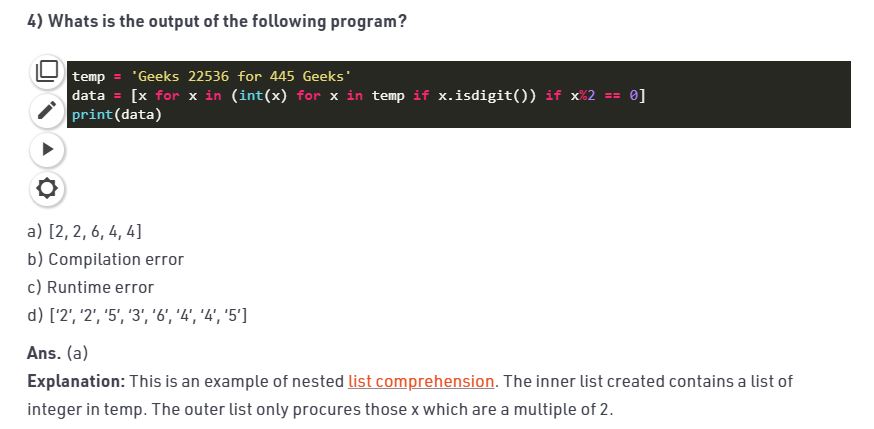 4) Whats is the output of the following program?
temp = 'Geeks 22536 for 445 Geeks'
data = [x for x in (int(x) for x in temp if x.isdigit()) if x%2 == 0]
print(data)
a) [2, 2, 6, 4, 4]
b) Compilation error
c) Runtime error
d) [‘2’, ‘2’, ‘5’, ‘3’, ‘6’, ‘4’, ‘4’, ‘5’]
Ans. (a)
Explanation: This is an example of nested list comprehension. The inner list created contains a list of
integer in temp. The outer list only procures those x which are a multiple of 2.